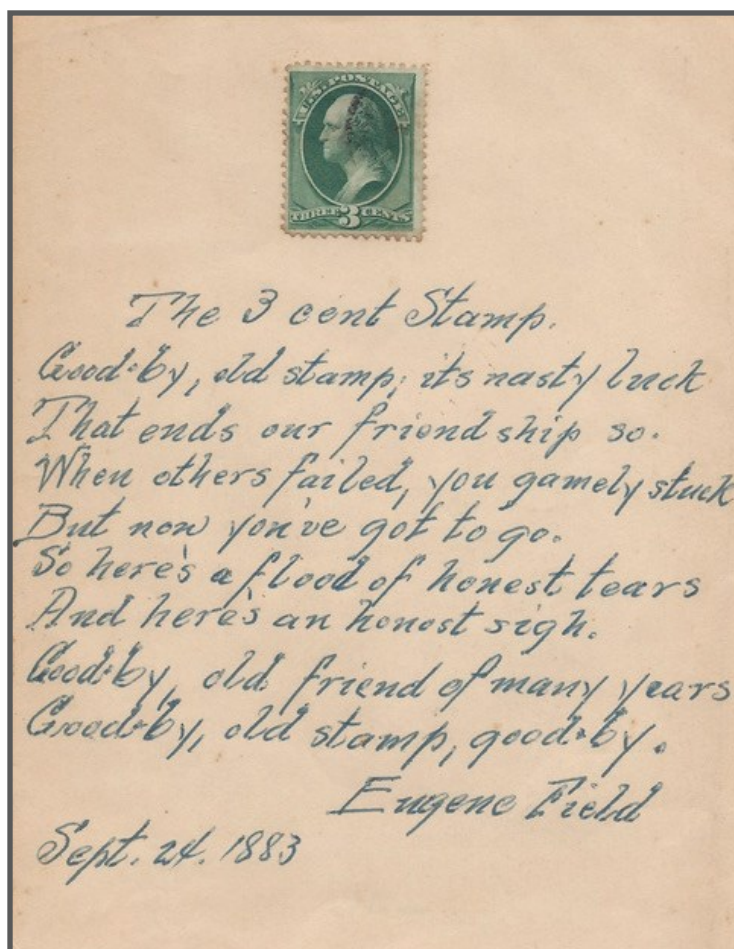 U.S. POSTAGE
THREE 3 CENTS
The 3 cent Stamp.
Good-by, old stamp; its nasty luck
That ends our friendship so.
When others failed, you gamely stuck
But now you've got to go.
So here's a flood of honest tears
And here's an honest sigh.
Good-by, old friend of many years
Good-by, old stamp, good-by.
Eugene Field
Sept. 24. 1883